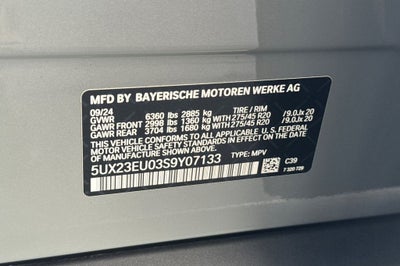 MFD BY BAYERISCHE MOTOREN WERKE AG
09/24 TIRE / RIM
GVWR 6360 lbs 2885 kg
GAWR FRONT 2998 lbs 1360 kg WITH 275/45 R20 / 9.0Jx 20
GAWR REAR 3704 lbs 1680 kg WITH 275/45 R20 / 9.0Jx 20
THIS VEHICLE CONFORMS TO ALL APPLICABLE
FEDERAL MOTOR VEHICLE SAFETY
STANDARDS IN EFFECT ON THE DATE OF
MANUFACTURE SHOWN ABOVE.
5UX23EU03S9Y07133 TYPE: MPV C39
7 320 729